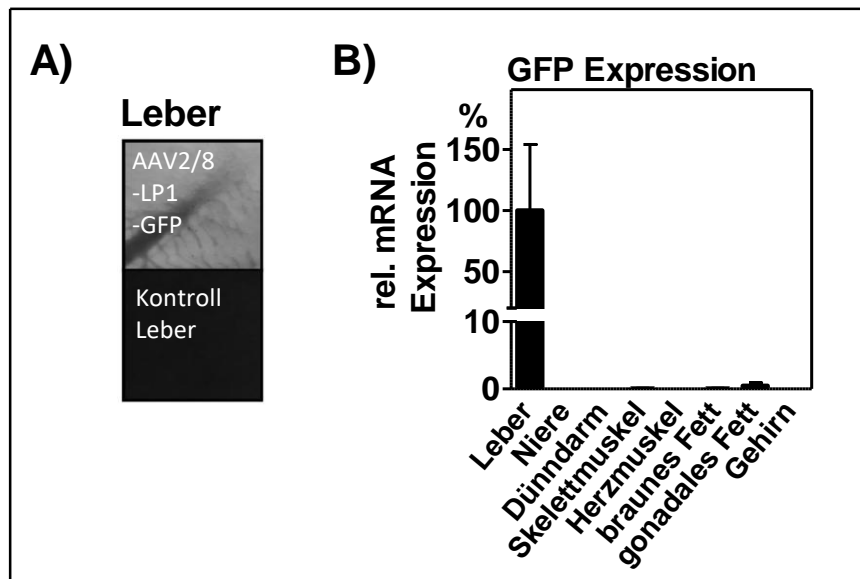 A)
Leber
AAV2/8
-LP1
-GFP
Kontroll
Leber
B)
GFP Expression
%
rel. mRNA
Expression
150
100
50
10
0
Leber
Niere
Dünndarm
Skelettmuskel
Herzmuskel
braunes Fett
gonadales Fett
Gehirn